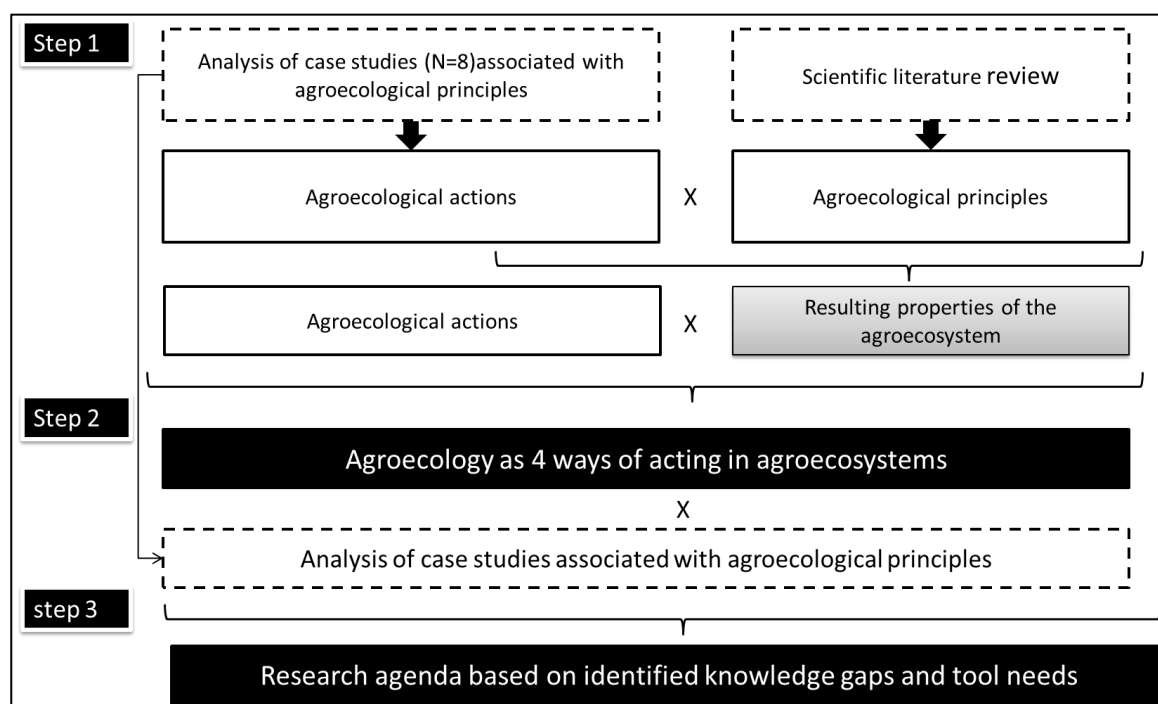 Step 1
Analysis of case studies (N=8)associated with
agroecological principles
Scientific literature review
Agroecological actions
X
Agroecological principles
Agroecological actions
X
Resulting properties of the
agroecosystem
Step 2
Agroecology as 4 ways of acting in agroecosystems
X
Analysis of case studies associated with agroecological principles
step 3
Research agenda based on identified knowledge gaps and tool needs